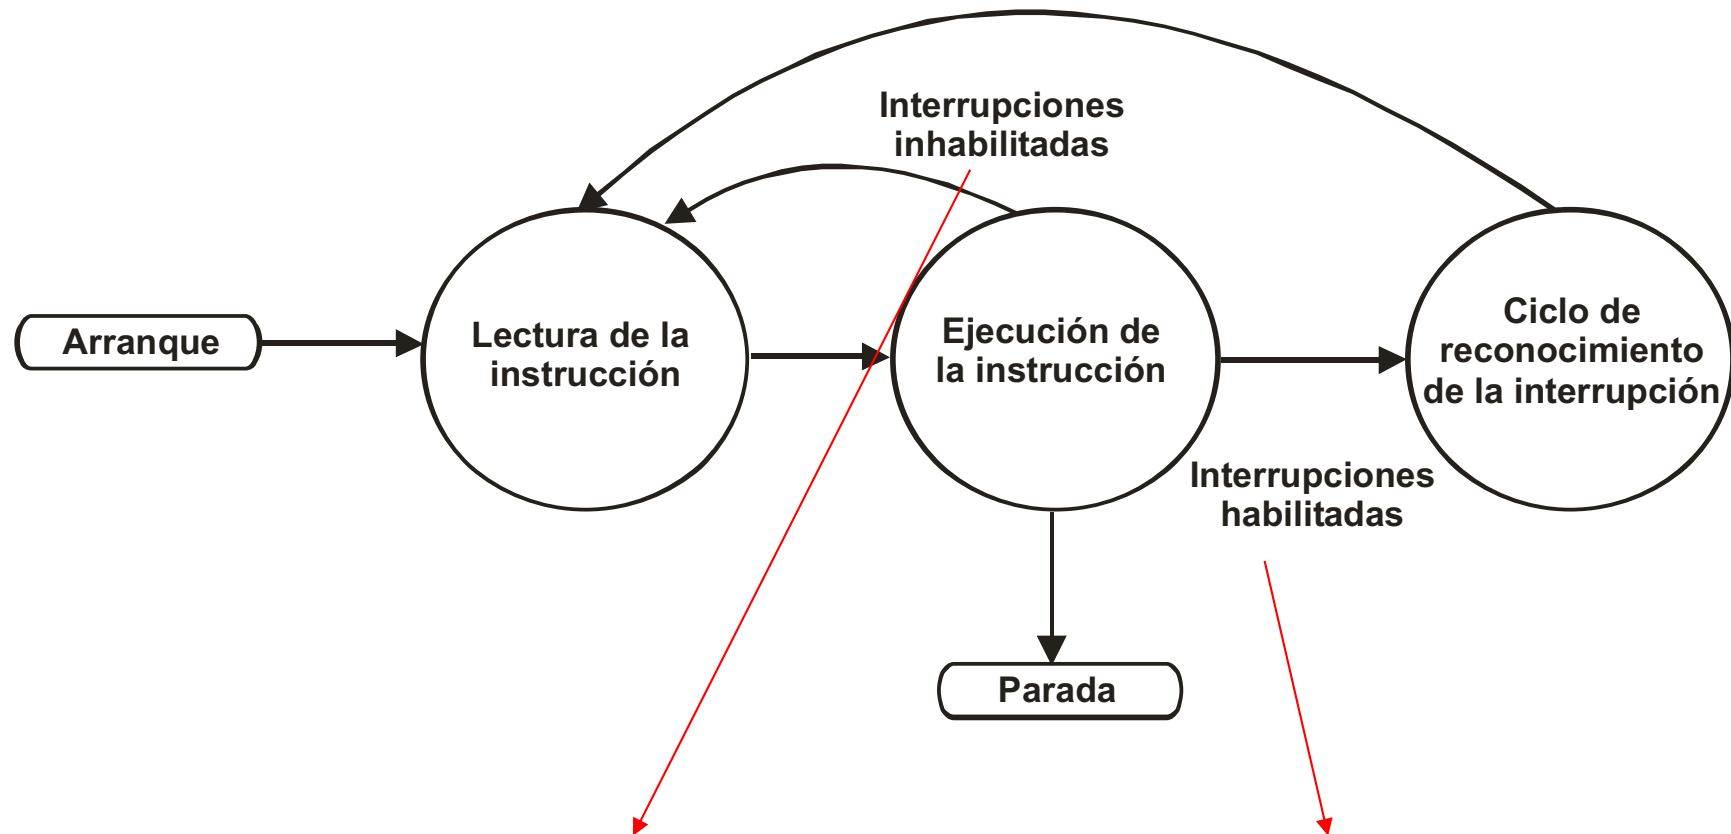 Interrupciones
inhabilitadas
Arranque
Lectura de la
instrucción
Ejecución de
la instrucción
Ciclo de
reconocimiento
de la interrupción
Interrupciones
habilitadas
Parada